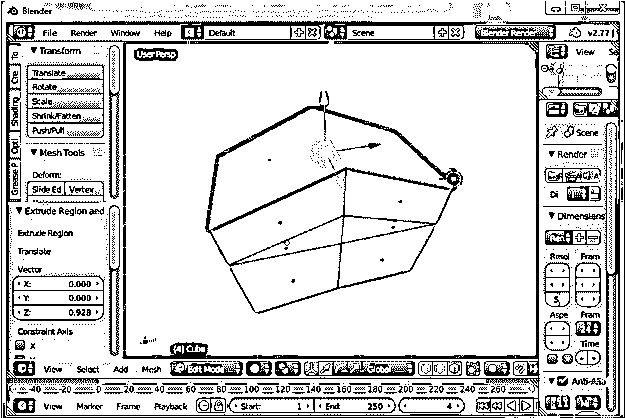 Blender
File Render Window Help Default Scene Blender Render v2.77
View
User Persp
Transform
Translate
Rotate
Scale
Shrink/Fatten
Push/Pull
Mesh Tools
Deform:
Slide Ed Vertex
Extrude Region and
Extrude Region
Translate
Vector
X: 0.000
Y: 0.000
Z: 0.928
Constraint Axis
X
Cre
Shading
Grease P
Scene
Render
Di
Dimensions
Resol Fram
Aspe Fram
Time
Anti-Alia
(4) Cube
View Select Add Mesh Edit Mode Global
-40 -20 0 20 40 60 80 100 120 140 160 180 200 220 240 260
View Marker Frame Playback Start: 1 End: 250 4